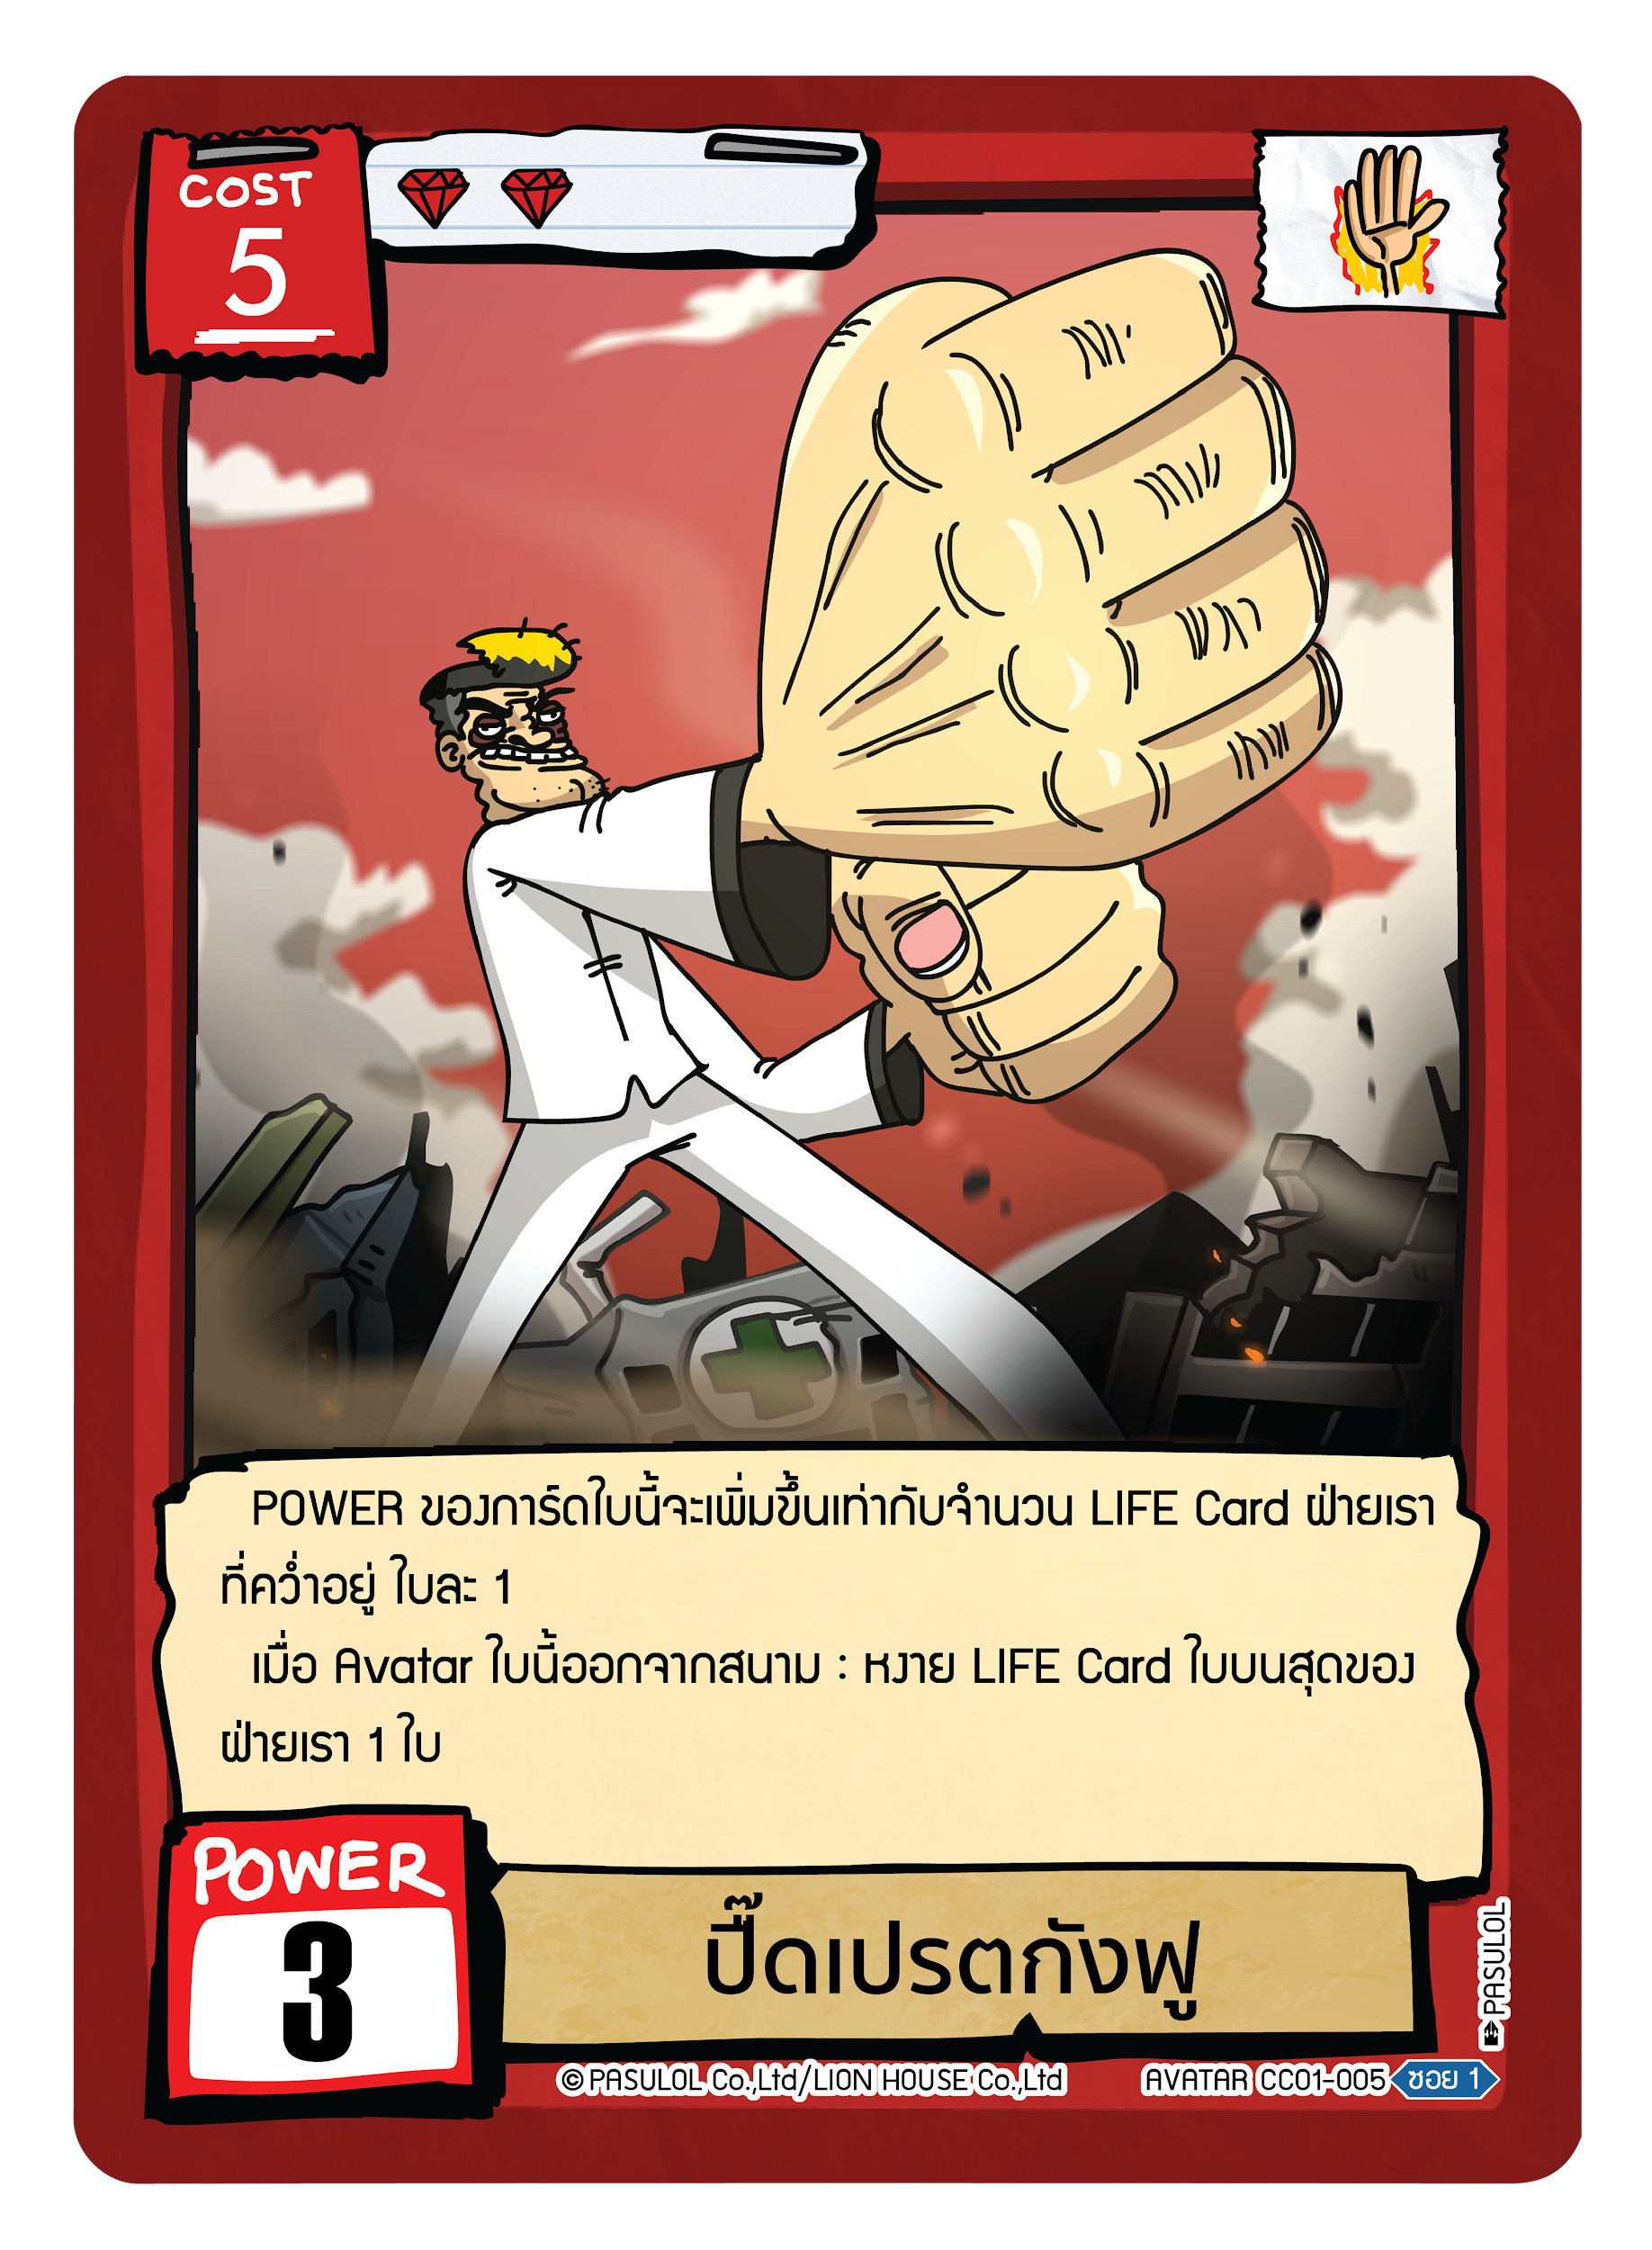 COST
5
POWER ของการ์ดใบนี้จะเพิ่มขึ้นเท่ากับจำนวน LIFE Card ฝ่ายเรา
ที่คว่ำอยู่ ใบละ 1
เมื่อ Avatar ใบนี้ออกจากสนาม : หงาย LIFE Card ใบบนสุดของ
ฝ่ายเรา 1 ใบ
POWER
3
ปื๊ดเปรตกังฟู
PASULOL
©PASULOL Co.,Ltd/LION HOUSE Co.,Ltd
AVATAR CC01-005 ซอย 1